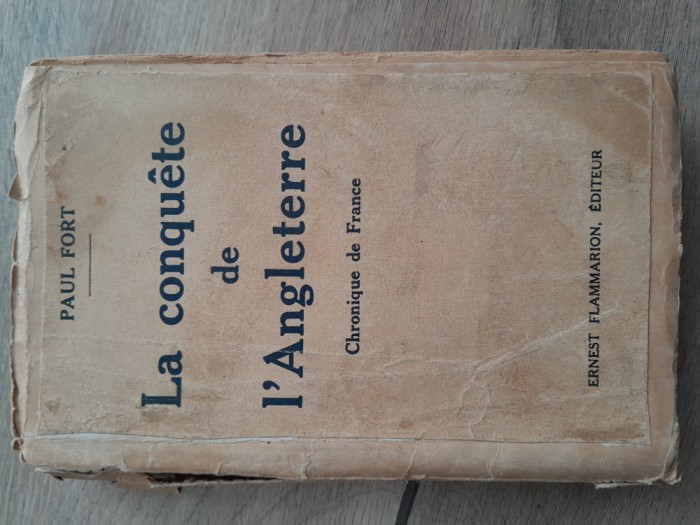 PAUL FORT
La conquête
de
l'Angleterre
Chronique de France
ERNEST FLAMMARION, ÉDITEUR